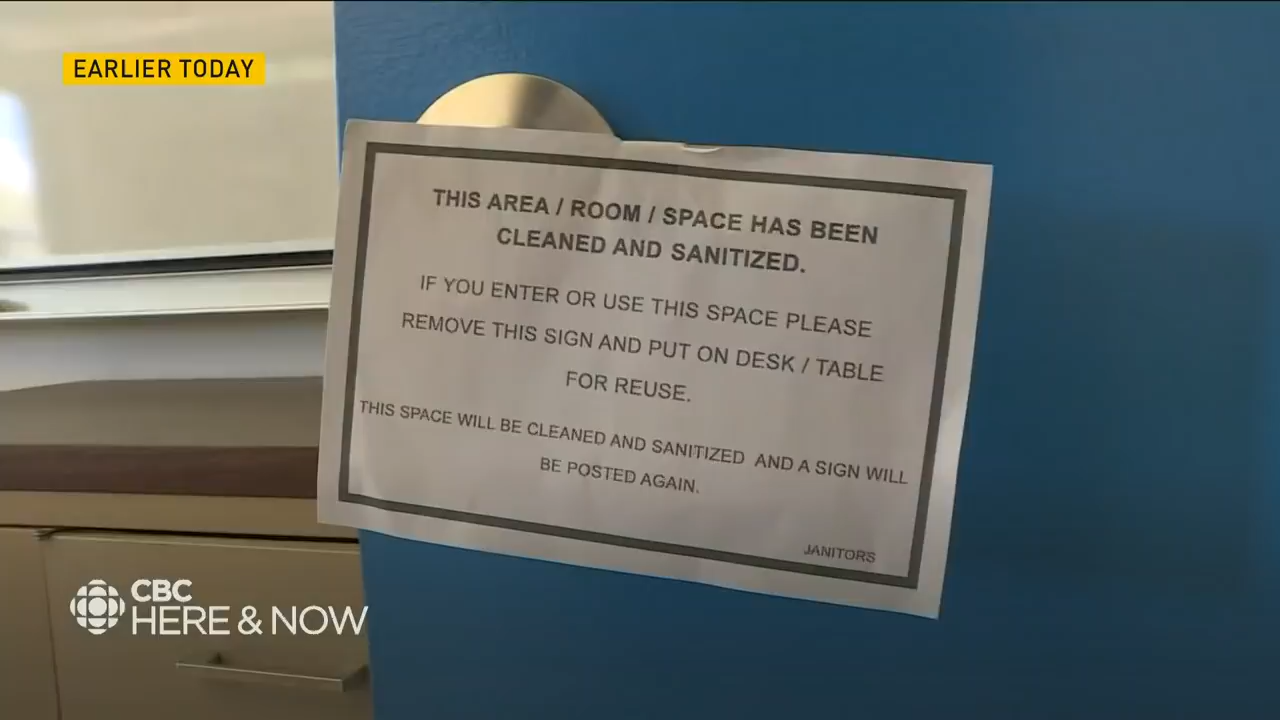 EARLIER TODAY
THIS AREA / ROOM / SPACE HAS BEEN
CLEANED AND SANITIZED.
IF YOU ENTER OR USE THIS SPACE PLEASE
REMOVE THIS SIGN AND PUT ON DESK / TABLE
FOR REUSE.
THIS SPACE WILL BE CLEANED AND SANITIZED AND A SIGN WILL
BE POSTED AGAIN.
JANITORS
CBC
HERE & NOW